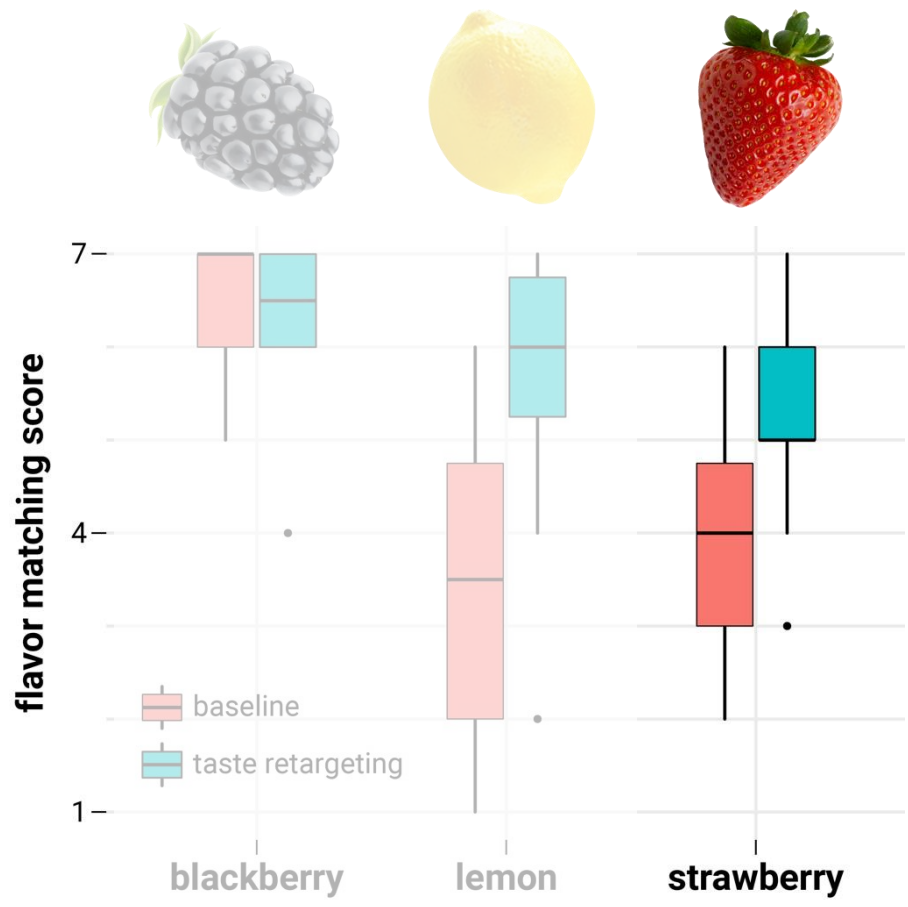 7
4
1
flavor matching score
baseline
taste retargeting
blackberry
lemon
strawberry